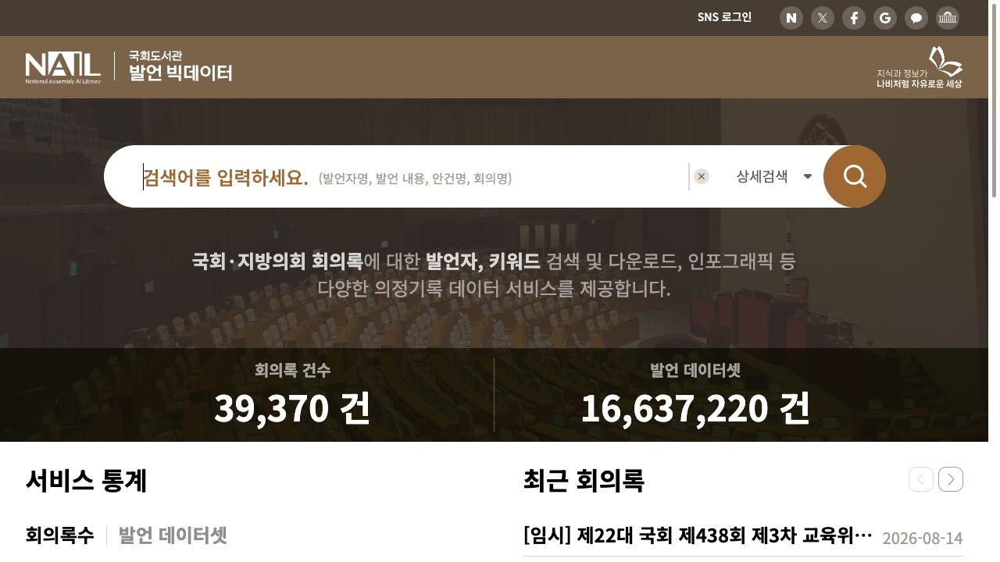 SNS 로그인
NAIL
National Assembly AI Library
국회도서관
발언 빅데이터
지식과 정보가
나비처럼 자유로운 세상
검색어를 입력하세요. (발언자명, 발언 내용, 안건명, 회의명)
상세검색
국회·지방의회 회의록에 대한 발언자, 키워드 검색 및 다운로드, 인포그래픽 등
다양한 의정기록 데이터 서비스를 제공합니다.
회의록 건수
39,370 건
발언 데이터셋
16,637,220 건
서비스 통계
최근 회의록
회의록수
발언 데이터셋
[임시] 제22대 국회 제438회 제3차 교육위… 2026-08-14